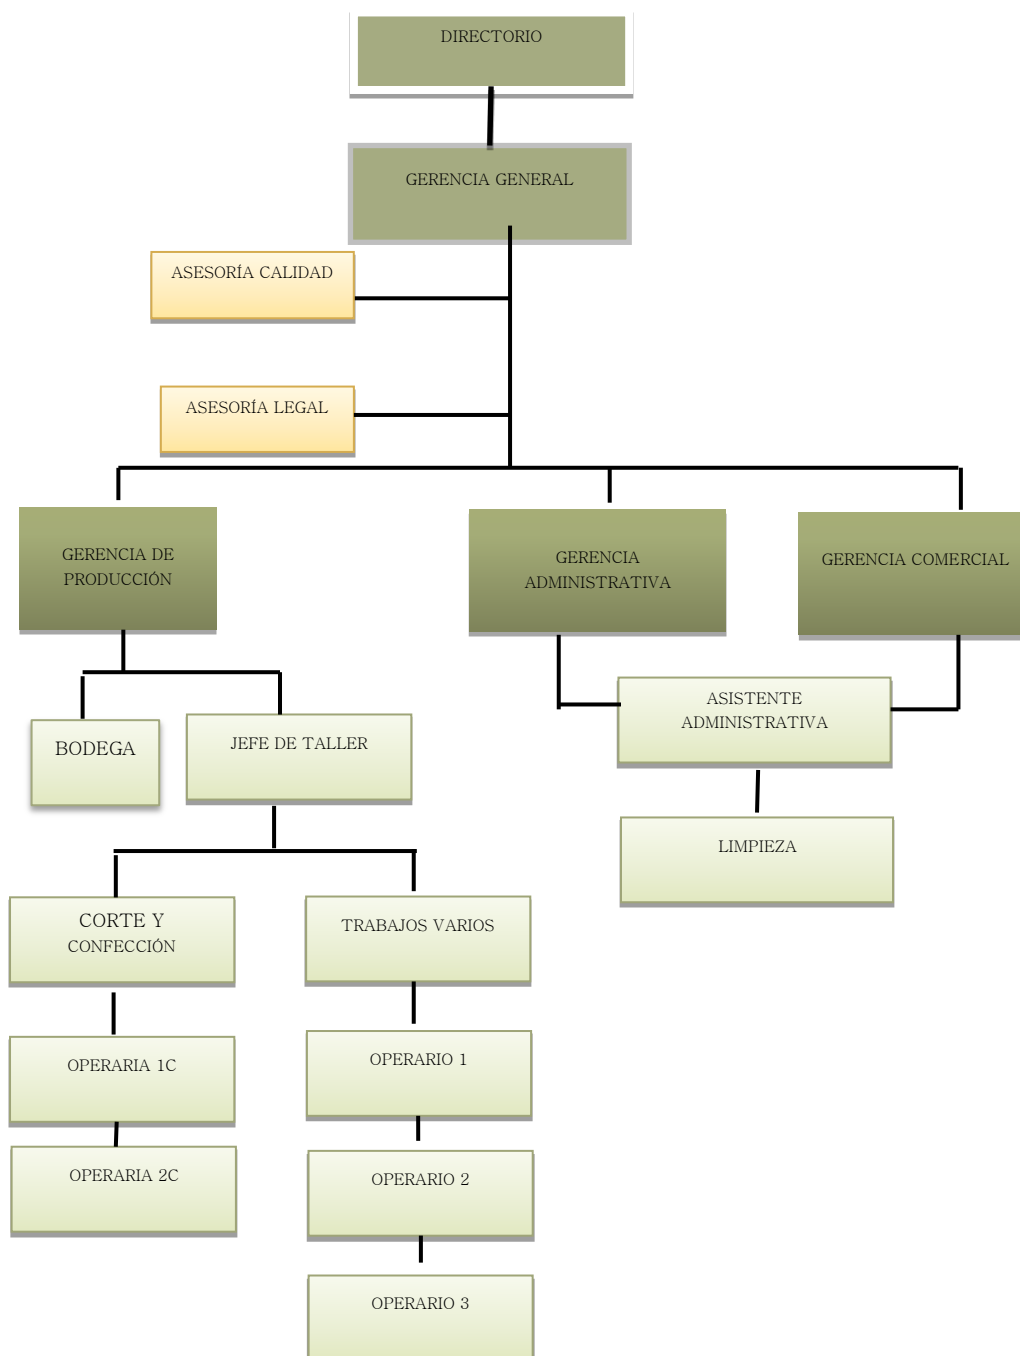 DIRECTORIO
GERENCIA GENERAL
ASESORÍA CALIDAD
ASESORÍA LEGAL
GERENCIA DE
PRODUCCIÓN
GERENCIA
ADMINISTRATIVA
GERENCIA COMERCIAL
BODEGA
JEFE DE TALLER
ASISTENTE
ADMINISTRATIVA
LIMPIEZA
CORTE Y
CONFECCIÓN
TRABAJOS VARIOS
OPERARIA 1C
OPERARIO 1
OPERARIA 2C
OPERARIO 2
OPERARIO 3